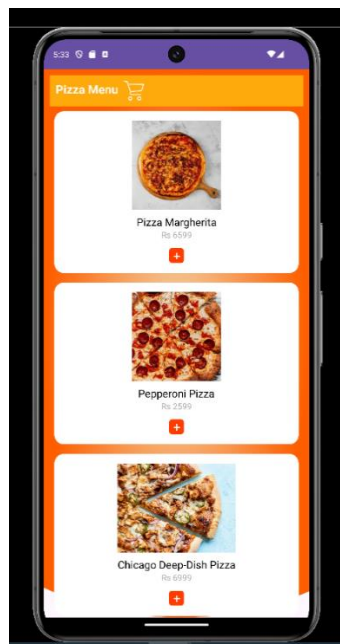 5:33
Pizza Menu
Pizza Margherita
Rs 6599
+
Pepperoni Pizza
Rs 2599
+
Chicago Deep-Dish Pizza
Rs 6999
+